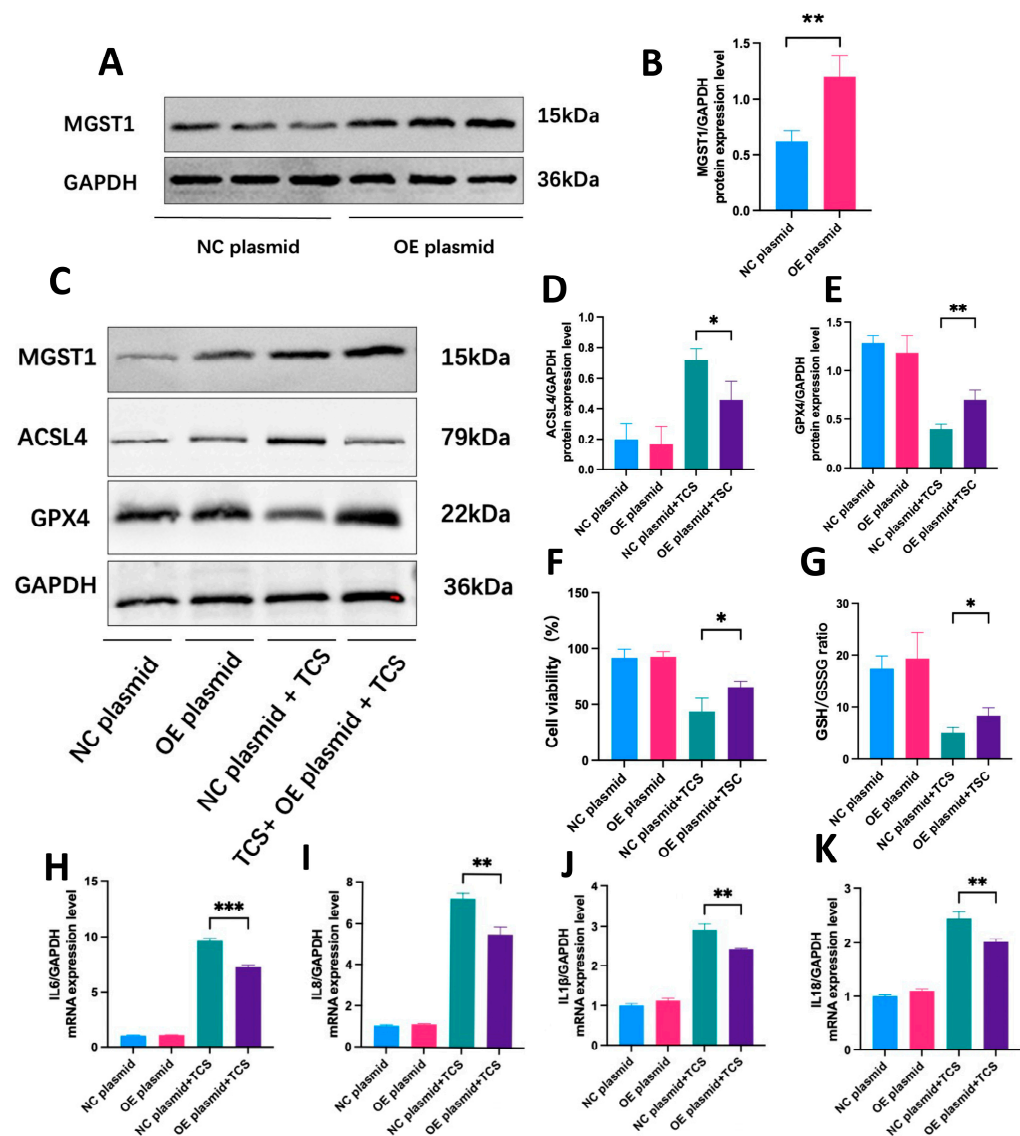 A
MGST1
15kDa
GAPDH
36kDa
NC plasmid
OE plasmid
B
**
MGST1/GAPDH
protein expression level
1.5
1.0
0.5
0.0
NC plasmid
OE plasmid
C
MGST1
15kDa
ACSL4
79kDa
GPX4
22kDa
GAPDH
36kDa
NC plasmid
OE plasmid
NC plasmid + TCS
TCS+ OE plasmid + TCS
D
*
ACSL4/GAPDH
protein expression level
1.0
0.8
0.6
0.4
0.2
0.0
NC plasmid
OE plasmid
NC plasmid+TCS
OE plasmid+TSC
E
**
GPX4/GAPDH
protein expression level
1.5
1.0
0.5
0.0
NC plasmid
OE plasmid
NC plasmid+TCS
OE plasmid+TSC
F
*
Cell viability (%)
150
100
50
0
NC plasmid
OE plasmid
NC plasmid+TCS
OE plasmid+TSC
G
*
GSH/GSSG ratio
30
20
10
0
NC plasmid
OE plasmid
NC plasmid+TCS
OE plasmid+TSC
H
***
IL6/GAPDH
mRNA expression level
15
10
5
0
NC plasmid
OE plasmid
NC plasmid+TCS
OE plasmid+TCS
I
**
IL8/GAPDH
mRNA expression level
8
6
4
2
0
NC plasmid
OE plasmid
NC plasmid+TCS
OE plasmid+TCS
J
**
IL1β/GAPDH
mRNA expression level
4
3
2
1
0
NC plasmid
OE plasmid
NC plasmid+TCS
OE plasmid+TCS
K
**
IL18/GAPDH
mRNA expression level
3
2
1
0
NC plasmid
OE plasmid
NC plasmid+TCS
OE plasmid+TCS